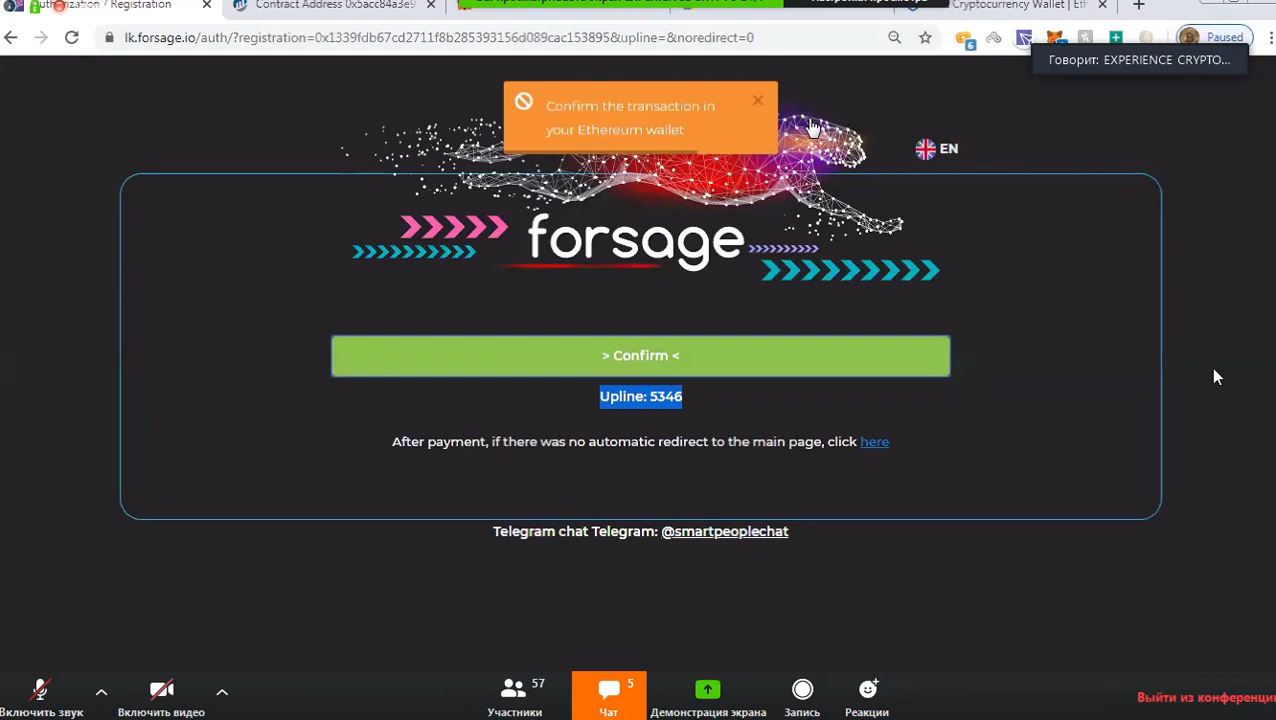 / Registration
Contract Address 0x5acc84a3e9
Cryptocurrency Wallet | Eth
lk.forsage.io/auth/?registration=0x1339fdb67cd2711f8b285393156d089cac153895&upline=&noredirect=0
6
Paused
Говорит: EXPERIENCE CRYPTO...
Confirm the transaction in
your Ethereum wallet
EN
forsage
> Confirm <
Upline: 5346
After payment, if there was no automatic redirect to the main page, click here
Telegram chat Telegram: @smartpeoplechat
57
5
Включить звук
Включить видео
Участники
Чат
Демонстрация экрана
Запись
Реакции
Выйти из конференци